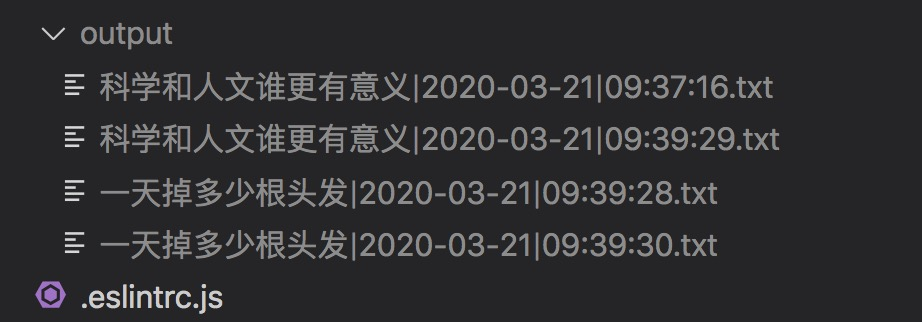 output
科学和人文谁更有意义|2020-03-21|09:37:16.txt
科学和人文谁更有意义|2020-03-21|09:39:29.txt
一天掉多少根头发|2020-03-21|09:39:28.txt
一天掉多少根头发|2020-03-21|09:39:30.txt
.eslintrc.js